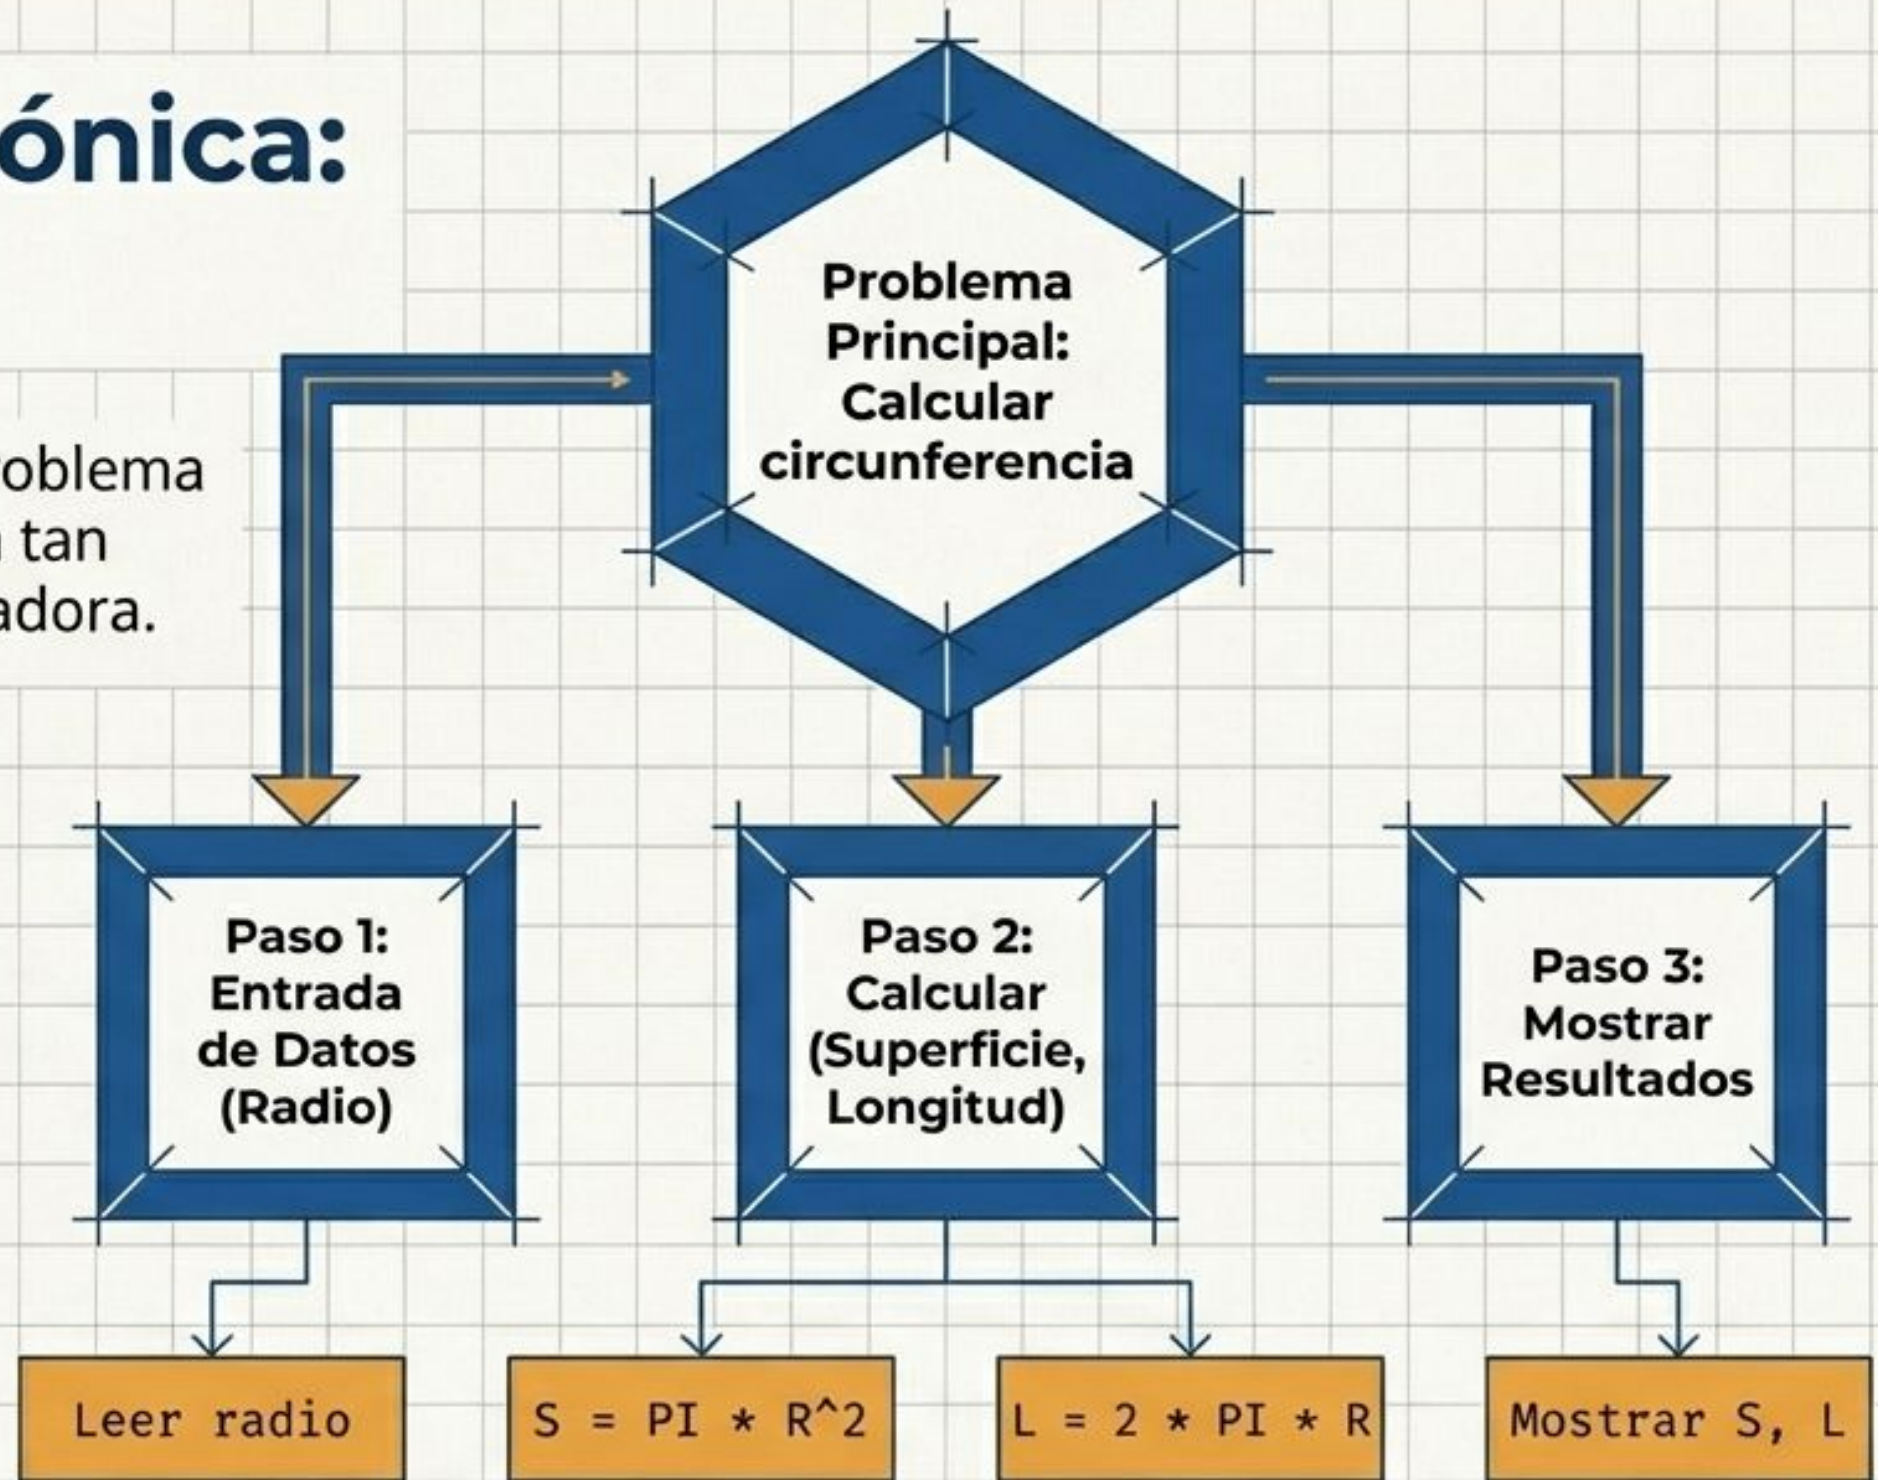 ónica:
oblema
tan
adora.
Problema
Principal:
Calcular
circunferencia
Paso 1:
Entrada
de Datos
(Radio)
Paso 2:
Calcular
(Superficie,
Longitud)
Paso 3:
Mostrar
Resultados
Leer radio
S = PI * R^2
L = 2 * PI * R
Mostrar S, L